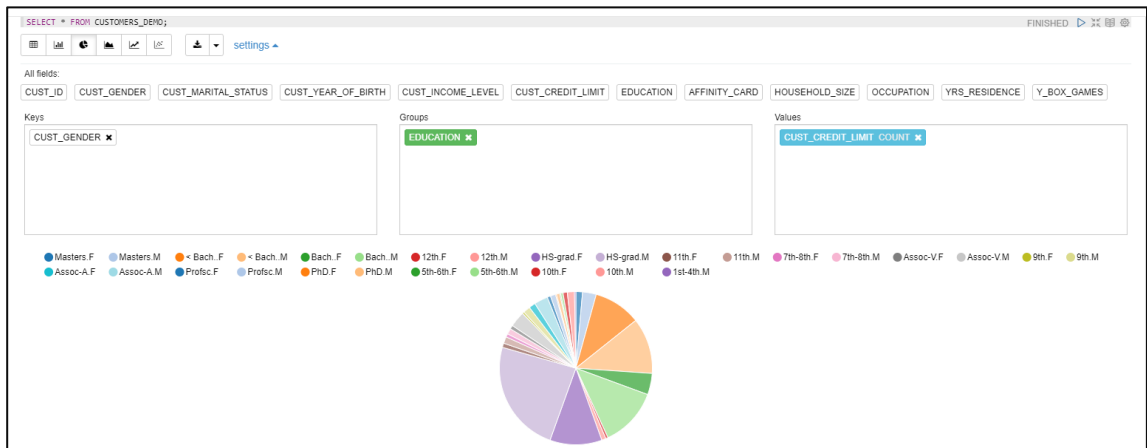 SELECT * FROM CUSTOMERS_DEMO;
FINISHED
settings
All fields:
CUST_ID CUST_GENDER CUST_MARITAL_STATUS CUST_YEAR_OF_BIRTH CUST_INCOME_LEVEL CUST_CREDIT_LIMIT EDUCATION AFFINITY_CARD HOUSEHOLD_SIZE OCCUPATION YRS_RESIDENCE Y_BOX_GAMES
Keys Groups Values
CUST_GENDER ✖ EDUCATION ✖ CUST_CREDIT_LIMIT COUNT ✖
Masters.F Masters.M < Bach..F < Bach..M Bach..F Bach..M 12th.F 12th.M HS-grad.F HS-grad.M 11th.F 11th.M 7th-8th.F 7th-8th.M Assoc-V.F Assoc-V.M 9th.F 9th.M
Assoc-A.F Assoc-A.M Profsc.F Profsc.M PhD.F PhD.M 5th-6th.F 5th-6th.M 10th.F 10th.M 1st-4th.M